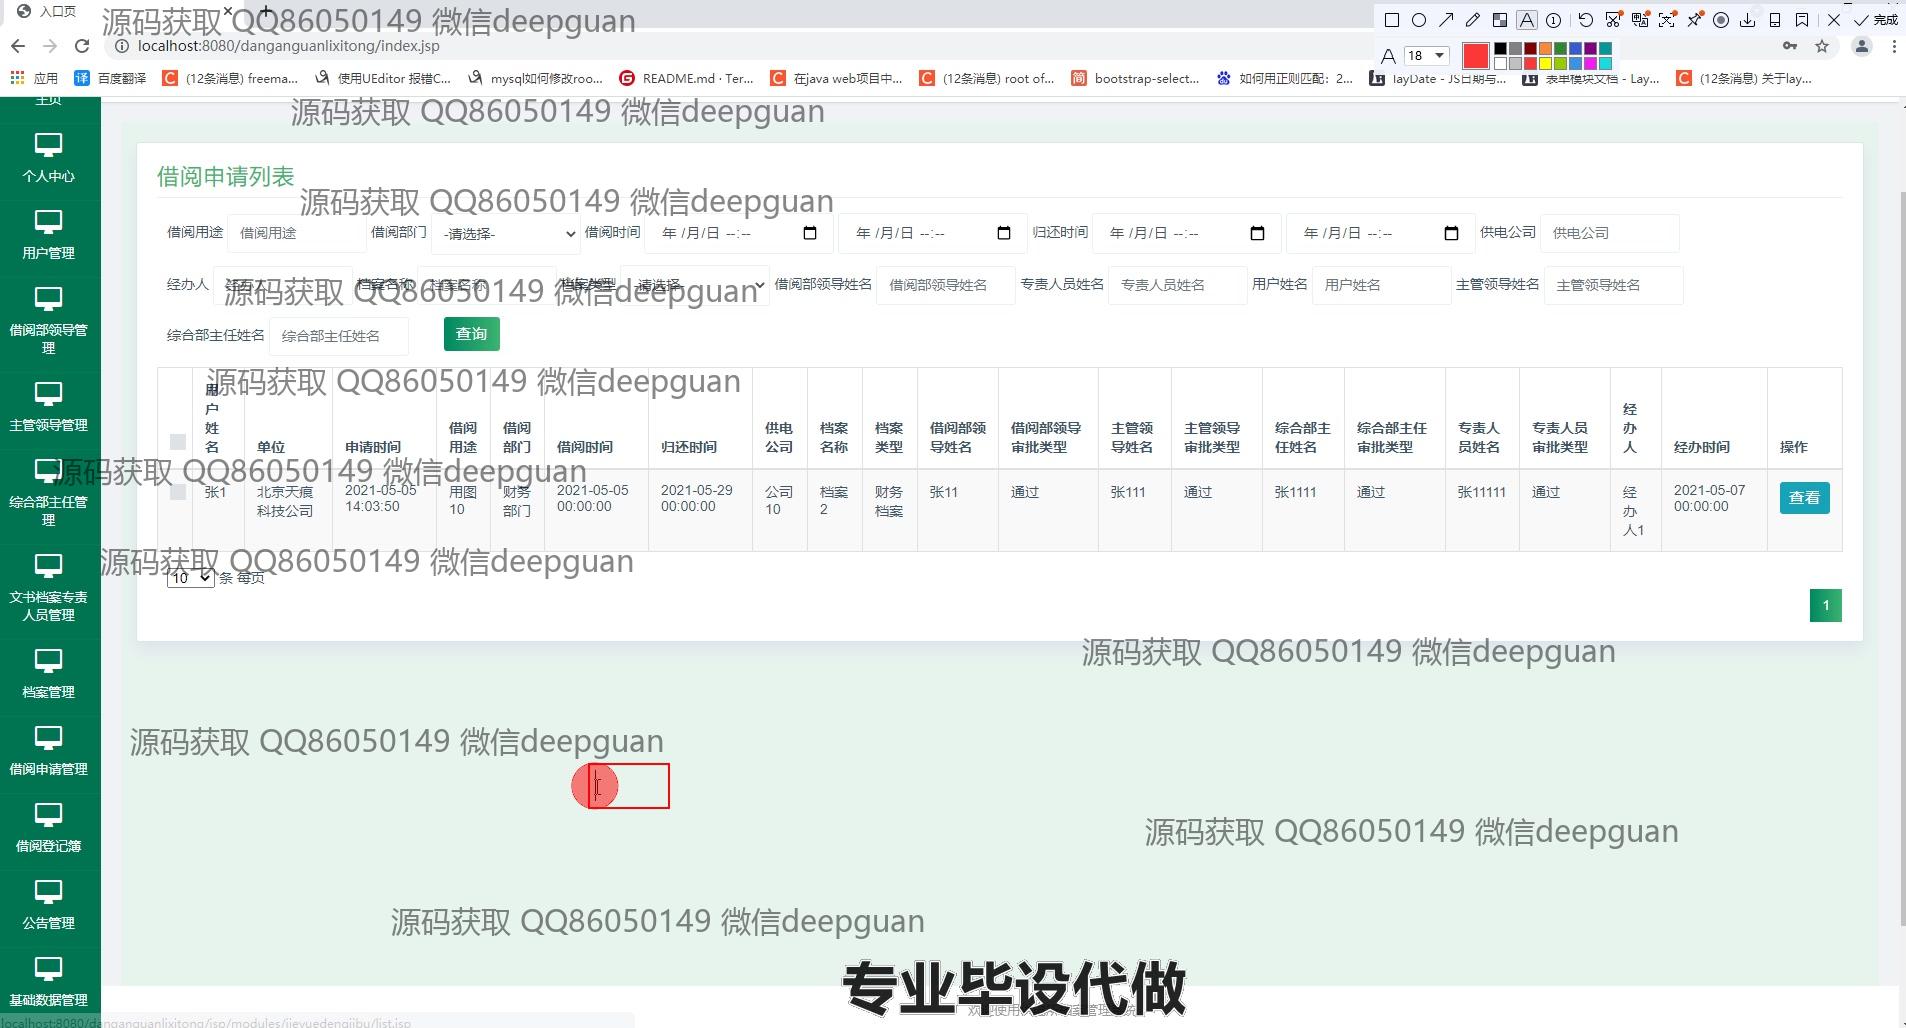 入口页
源码获取 QQ86050149 微信deepguan
localhost:8080/danganguanlixitong/index.jsp
完成
18
应用 百度翻译 (12条消息) freema... 使用UEditor 报错C... mysql如何修改roo... README.md · Ter... 在java web项目中... (12条消息) root of... bootstrap-select... 如何用正则匹配：2... layDate - JS日期与... 表单模块文档 - Lay... (12条消息) 关于lay...
主页
源码获取 QQ86050149 微信deepguan
个人中心
用户管理
借阅部领导管理
主管领导管理
综合部主任管理
文书档案专责人员管理
档案管理
借阅申请管理
借阅登记簿
公告管理
基础数据管理
借阅申请列表
源码获取 QQ86050149 微信deepguan
借阅用途 借阅用途 借阅部门 -请选择- 借阅时间 年 /月/日 --:-- 年 /月/日 --:-- 归还时间 年 /月/日 --:-- 年 /月/日 --:-- 供电公司 供电公司
经办人 经办人 档案名称 档案名称 档案类型 -请选择- 借阅部领导姓名 借阅部领导姓名 专责人员姓名 专责人员姓名 用户姓名 用户姓名 主管领导姓名 主管领导姓名
源码获取 QQ86050149 微信deepguan
综合部主任姓名 综合部主任姓名 查询
源码获取 QQ86050149 微信deepguan
用户姓名 单位 申请时间 借阅用途 借阅部门 借阅时间 归还时间 供电公司 档案名称 档案类型 借阅部领导姓名 借阅部领导审批类型 主管领导姓名 主管领导审批类型 综合部主任姓名 综合部主任审批类型 专责人员姓名 专责人员审批类型 经办人 经办时间 操作
源码获取 QQ86050149 微信deepguan
张1 北京天痕科技公司 2021-05-05 14:03:50 用图10 财务部门 2021-05-05 00:00:00 2021-05-29 00:00:00 公司10 档案2 财务档案 张11 通过 张111 通过 张1111 通过 张11111 通过 经办人1 2021-05-07 00:00:00 查看
源码获取 QQ86050149 微信deepguan
10 条 每页
1
源码获取 QQ86050149 微信deepguan
源码获取 QQ86050149 微信deepguan
源码获取 QQ86050149 微信deepguan
源码获取 QQ86050149 微信deepguan
专业毕设代做
localhost:8080/danganguanlixitong/jsp/modules/jieyuedengjibu/list.jsp